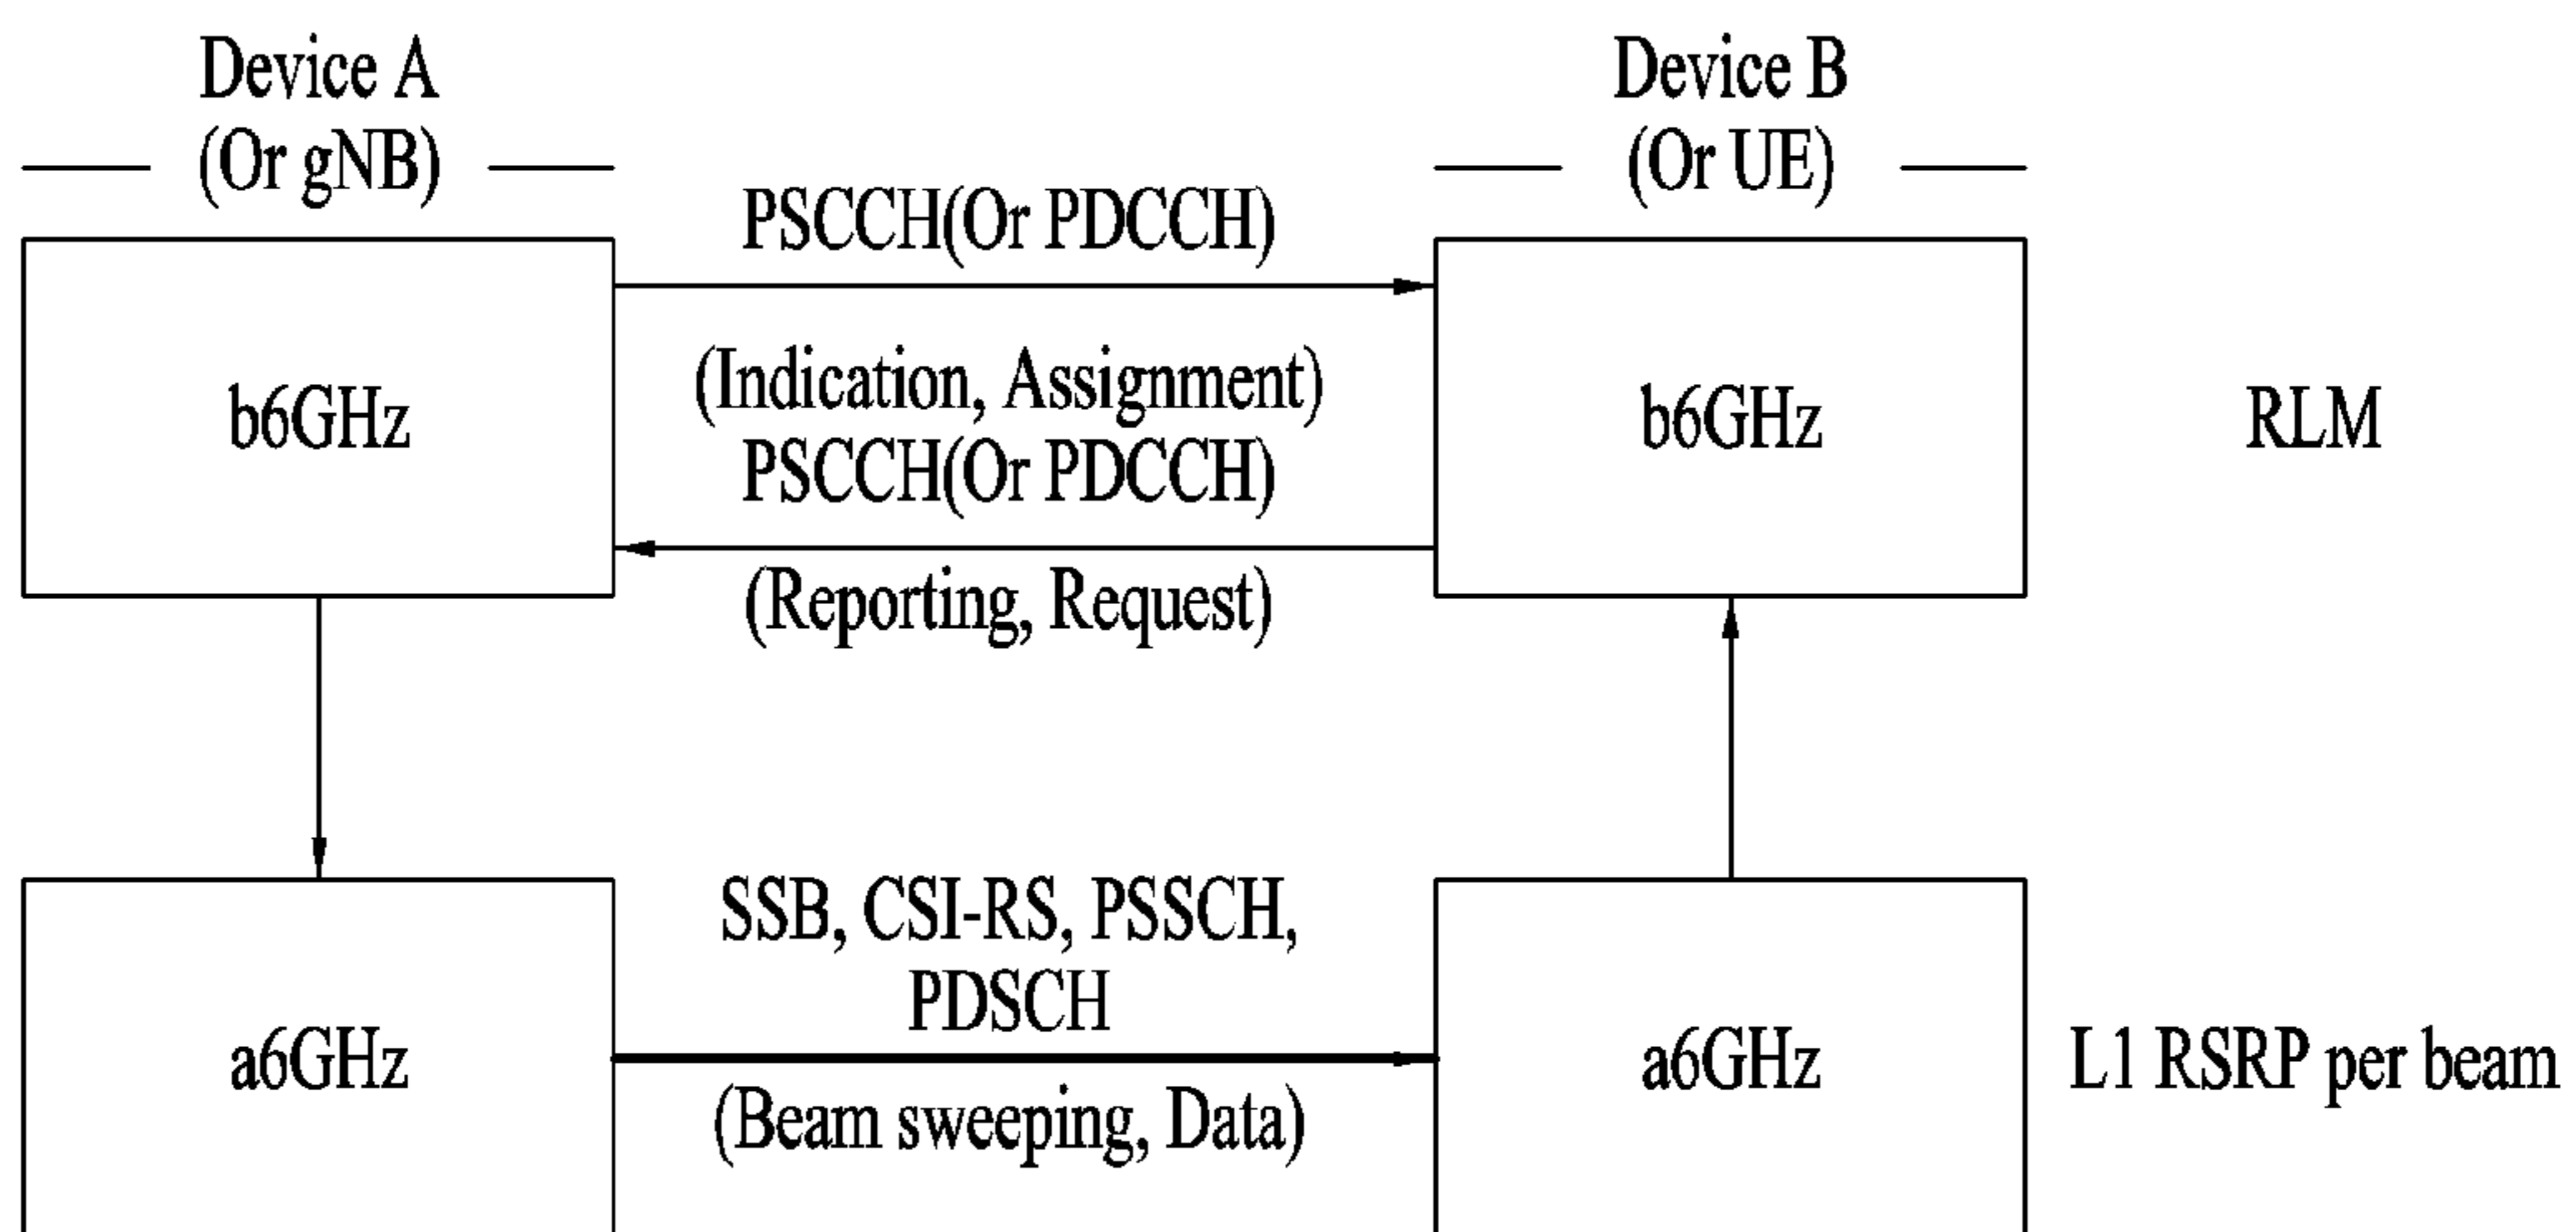 Device A
(Or gNB)
Device B
(Or UE)
PSCCH(Or PDCCH)
(Indication, Assignment)
PSCCH(Or PDCCH)
(Reporting, Request)
b6GHz
b6GHz
RLM
SSB, CSI-RS, PSSCH,
PDSCH
(Beam sweeping, Data)
a6GHz
a6GHz
L1 RSRP per beam